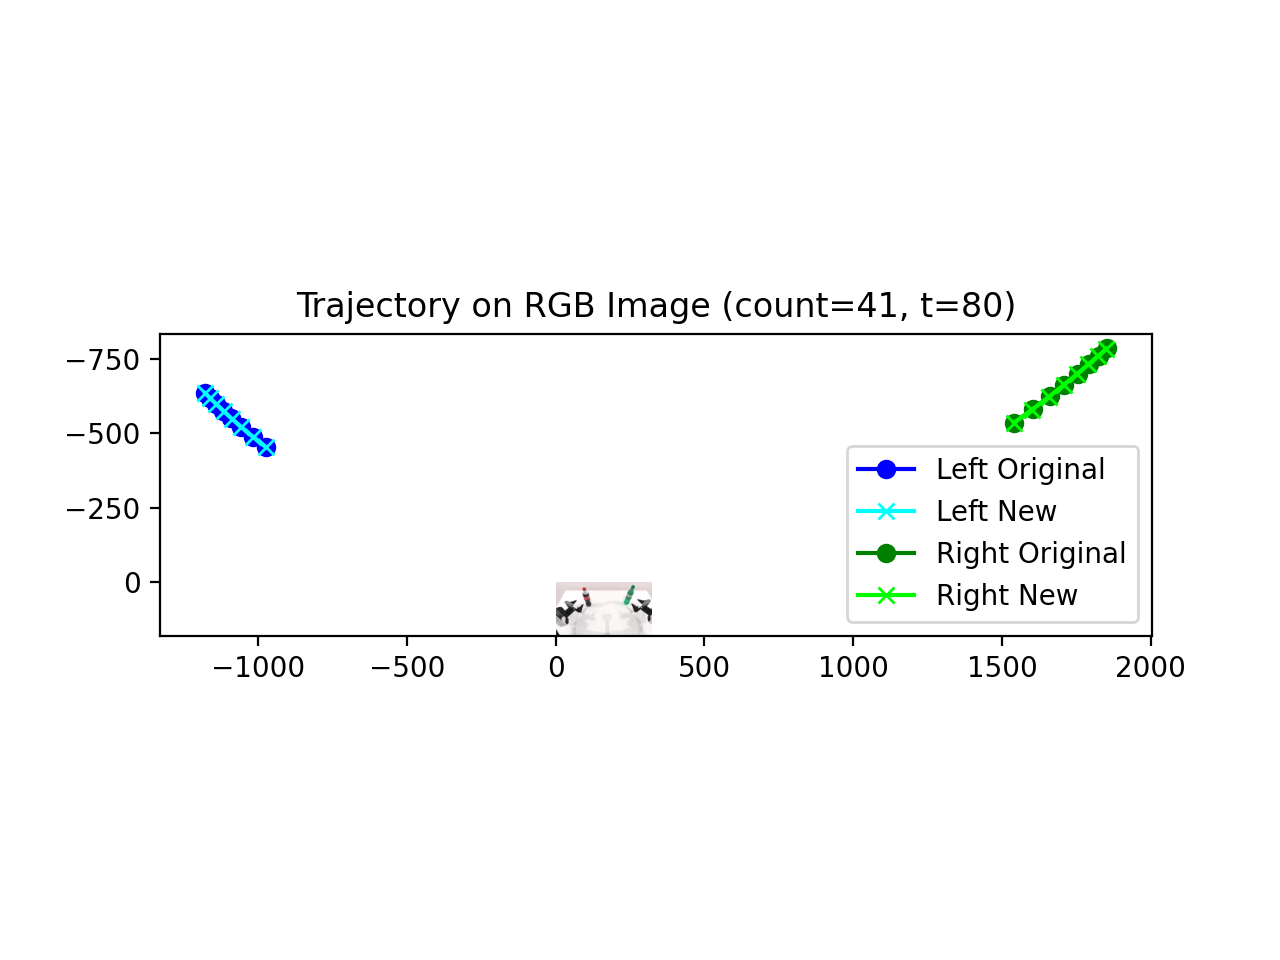 Trajectory on RGB Image (count=41, t=80)
−750
−500
−250
0
−1000
−500
0
500
1000
1500
2000
Left Original
Left New
Right Original
Right New